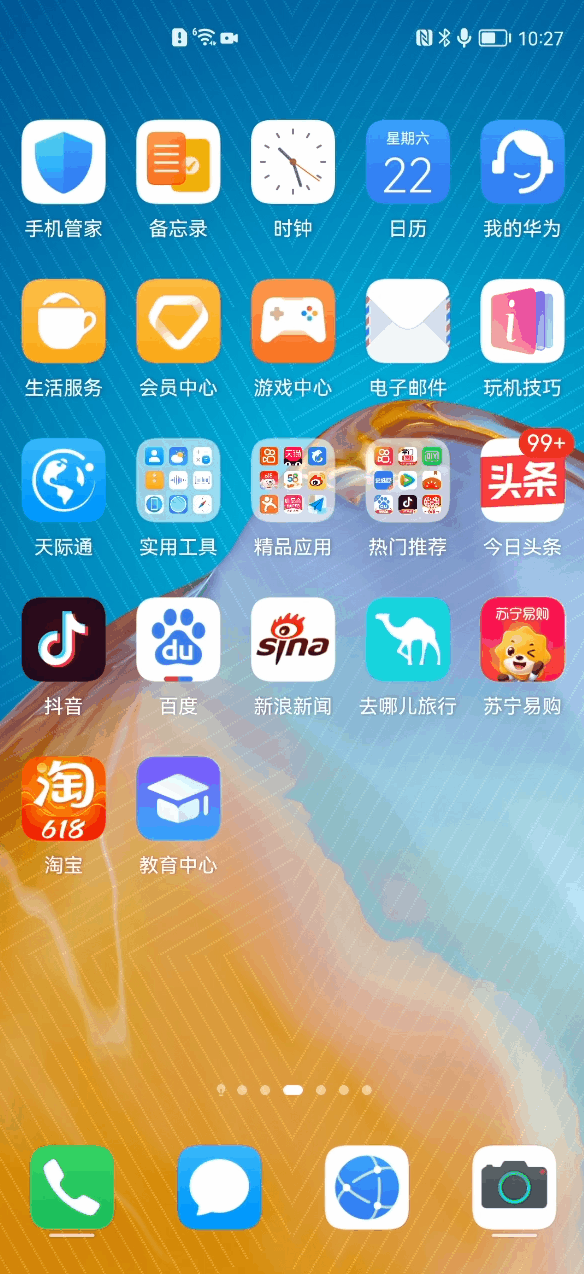 10:27
星期六
22
手机管家
备忘录
时钟
日历
我的华为
生活服务
会员中心
游戏中心
电子邮件
玩机技巧
99+
头条
天际通
实用工具
精品应用
热门推荐
今日头条
du
sina
苏宁易购
抖音
百度
新浪新闻
去哪儿旅行
苏宁易购
淘
618
淘宝
教育中心